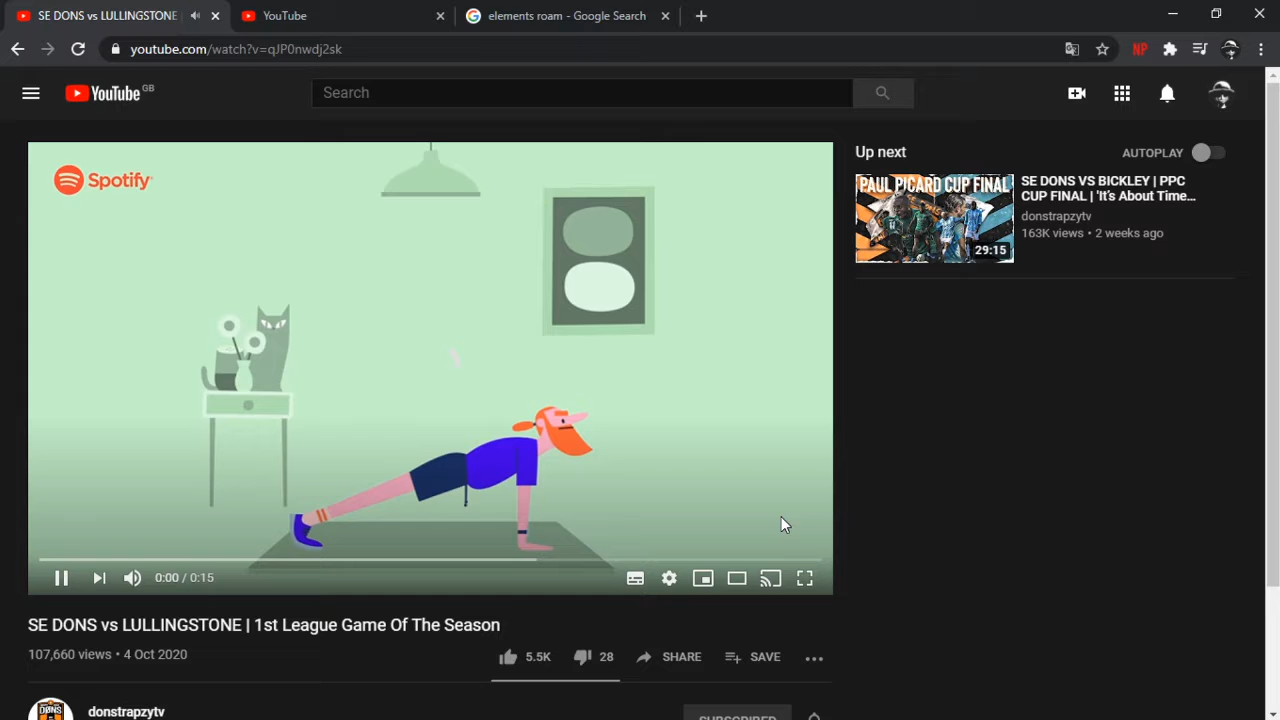 SE DONS vs LULLINGSTONE
YouTube
elements roam - Google Search
youtube.com/watch?v=qJP0nwdj2sk
NP
YouTube GB
Search
Spotify
Up next
AUTOPLAY
PAUL PICARD CUP FINAL
29:15
SE DONS VS BICKLEY | PPC
CUP FINAL | 'It's About Time...
donstrapzytv
163K views • 2 weeks ago
0:00 / 0:15
SE DONS vs LULLINGSTONE | 1st League Game Of The Season
107,660 views • 4 Oct 2020
5.5K
28
SHARE
SAVE
DONS
donstrapzytv
SUBSCRIBED